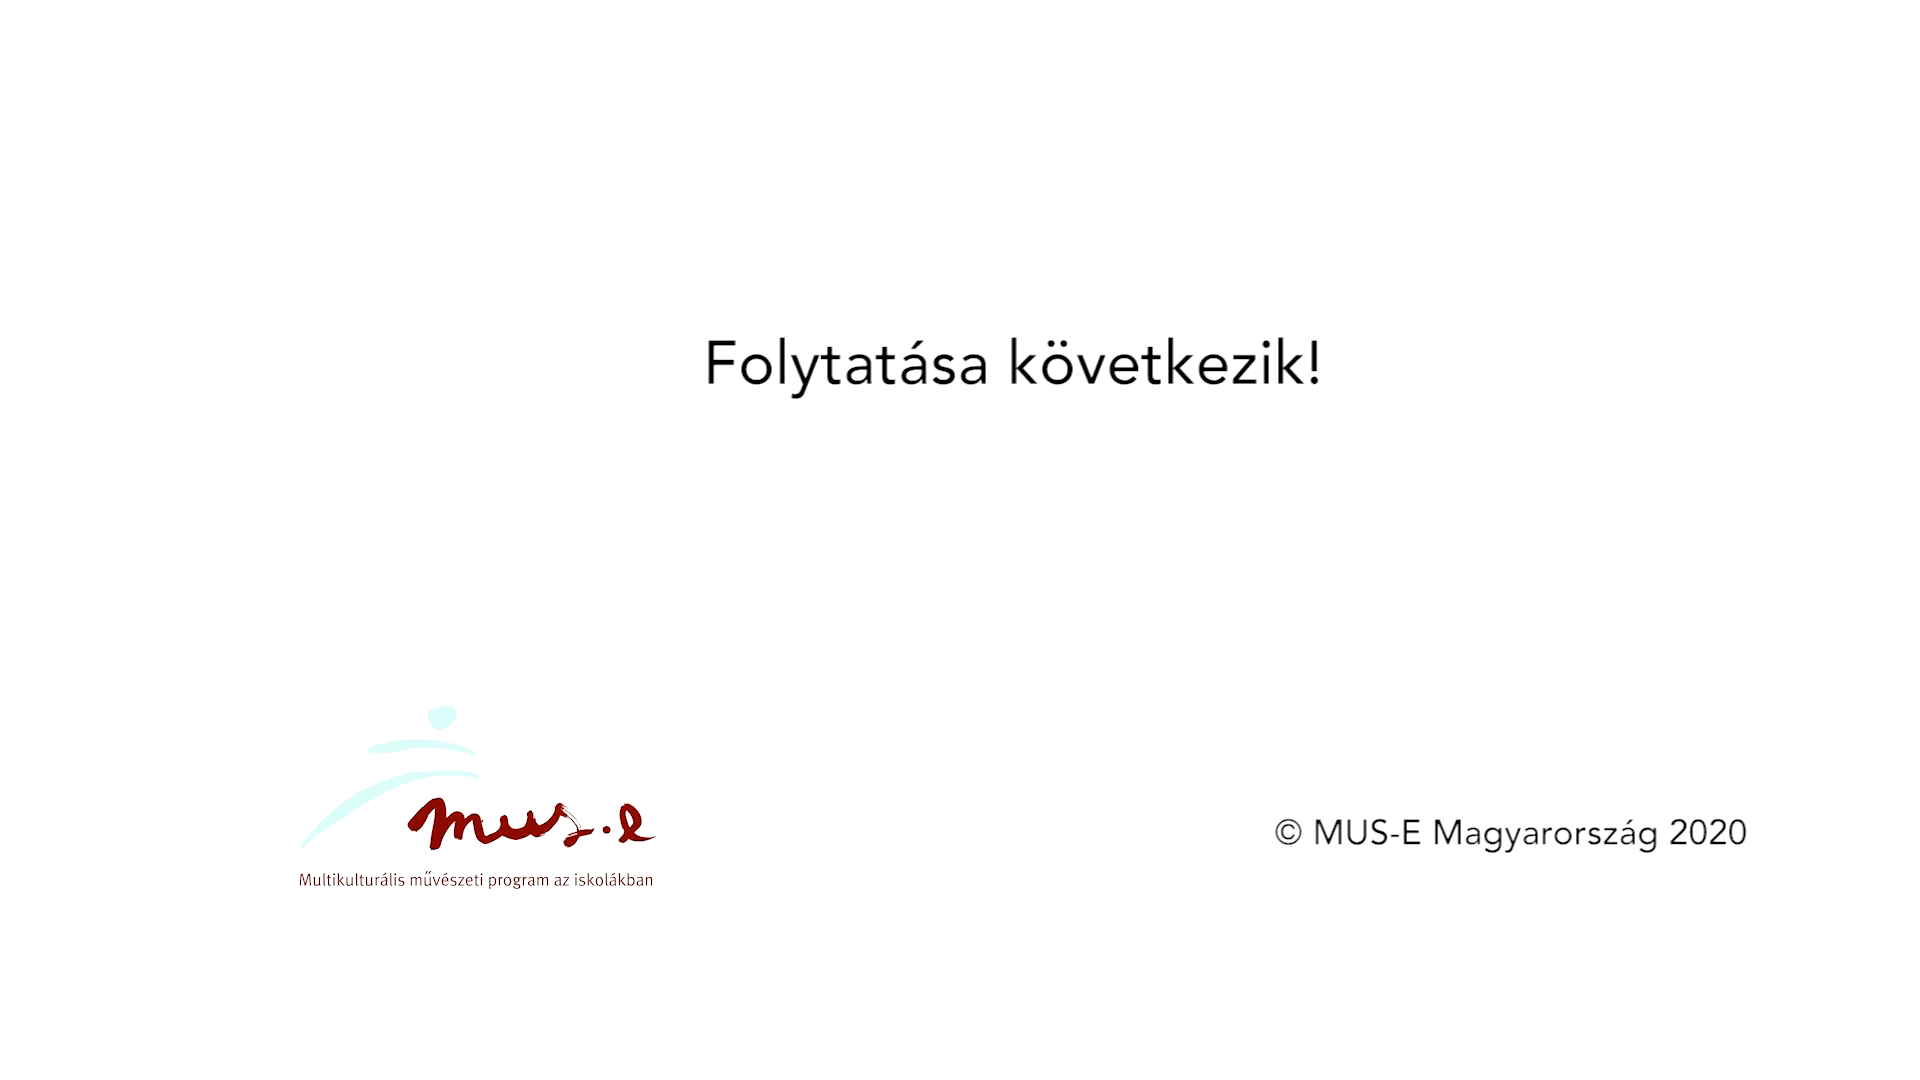 Folytatása következik!
mus-e
Multikulturális művészeti program az iskolákban
© MUS-E Magyarország 2020